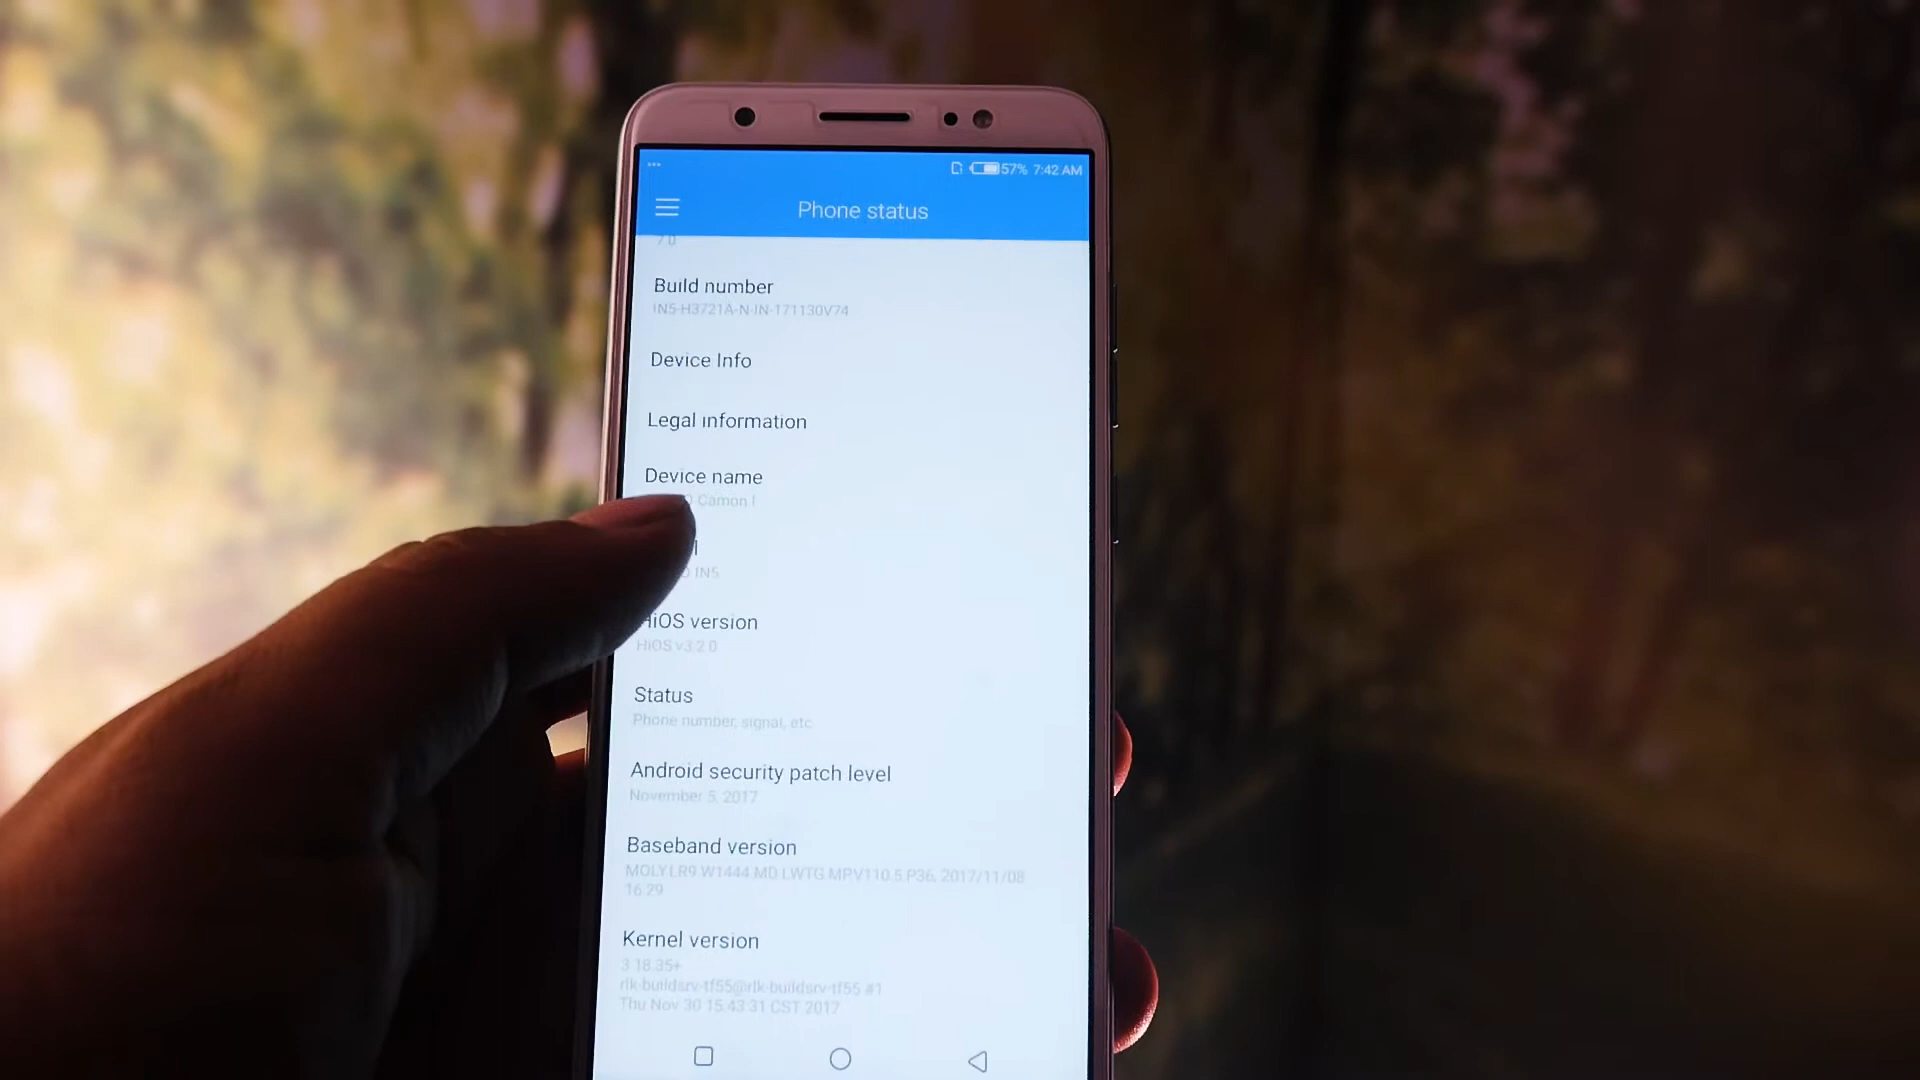 57% 7:42 AM
Phone status
7.0
Build number
IN5-H3721A-N-IN-171130V74
Device Info
Legal information
Device name
Camon I
IN5
HiOS version
HiOS v3.2.0
Status
Phone number, signal, etc.
Android security patch level
November 5, 2017
Baseband version
MOLY.LR9.W1444.MD.LWTG.MPV110.5.P36, 2017/11/08
16:29
Kernel version
3.18.35+
rlk-buildsrv-tf55@rlk-buildsrv-tf55 #1
Thu Nov 30 15:43:31 CST 2017